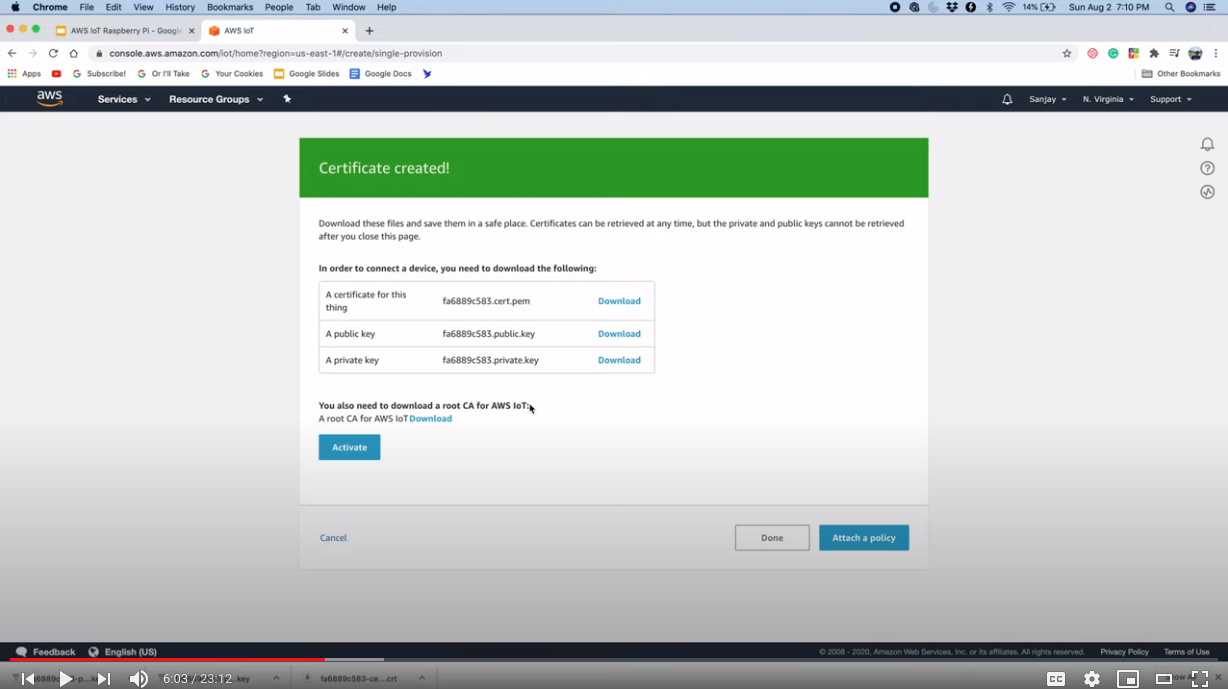 Chrome File Edit View History Bookmarks People Tab Window Help 14% Sun Aug 2 7:10 PM
AWS IoT Raspberry Pi - Google AWS IoT
console.aws.amazon.com/iot/home?region=us-east-1#/create/single-provision
Apps Subscribe! Or I'll Take Your Cookies Google Slides Google Docs Other Bookmarks
aws Services Resource Groups Sanjay N. Virginia Support
Certificate created!
Download these files and save them in a safe place. Certificates can be retrieved at any time, but the private and public keys cannot be retrieved
after you close this page.
In order to connect a device, you need to download the following:
A certificate for this
thing
fa6889c583.cert.pem Download
A public key fa6889c583.public.key Download
A private key fa6889c583.private.key Download
You also need to download a root CA for AWS IoT:
A root CA for AWS IoT Download
Activate
Cancel Done Attach a policy
Feedback English (US) © 2008 - 2020, Amazon Web Services, Inc. or its affiliates. All rights reserved. Privacy Policy Terms of Use
6:03 / 23:12 fa6889c583-ce....crt CC